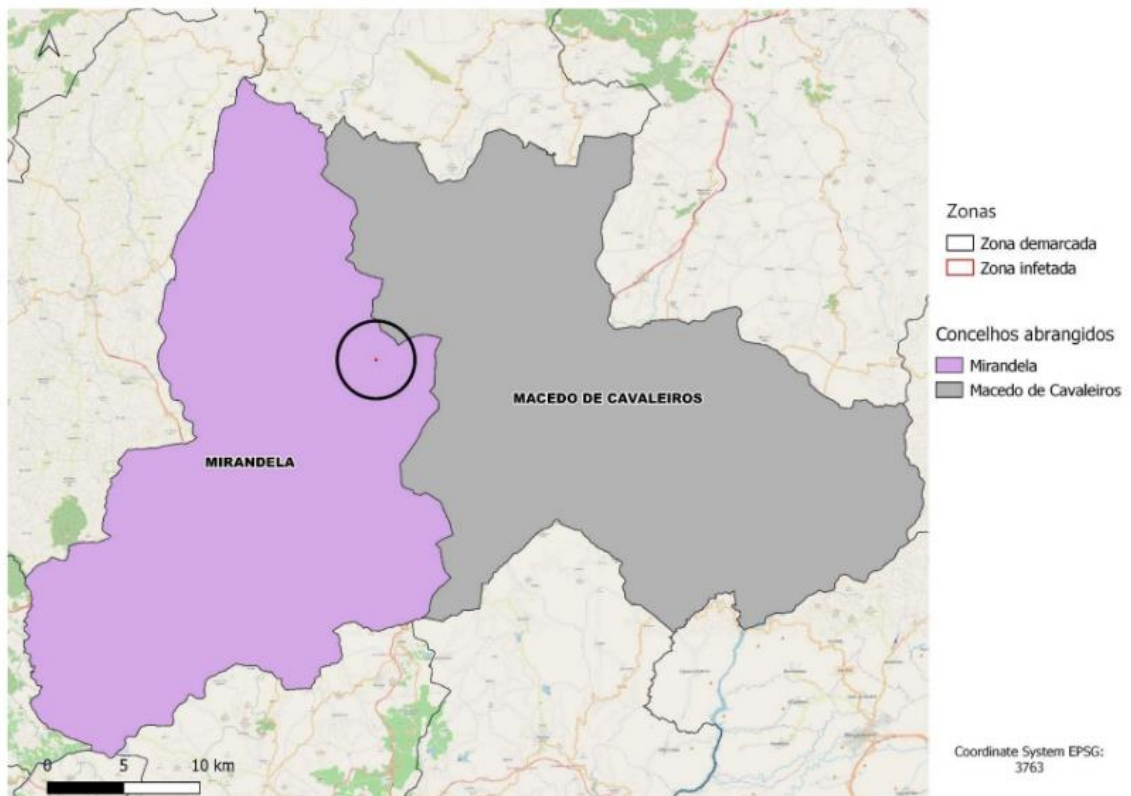 Zonas
Zona demarcada
Zona infetada
Concelhos abrangidos
Mirandela
Macedo de Cavaleiros
MACEDO DE CAVALEIROS
MIRANDELA
0 5 10 km
Coordinate System EPSG:
3763